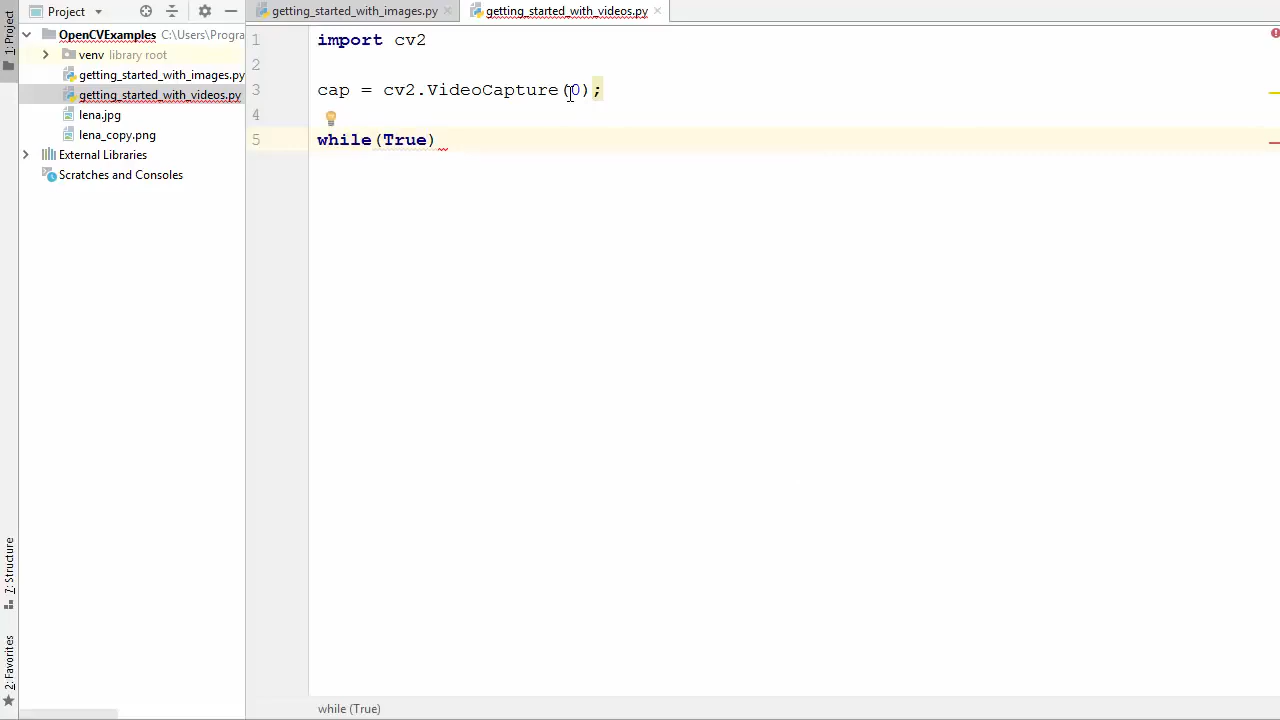 1: Project
Project
getting_started_with_images.py
getting_started_with_videos.py
OpenCVExamples C:\Users\Progra
venv library root
getting_started_with_images.py
getting_started_with_videos.py
lena.jpg
lena_copy.png
External Libraries
Scratches and Consoles
1 import cv2
2
3 cap = cv2.VideoCapture(0);
4
5 while(True)
7: Structure
2: Favorites
while (True)